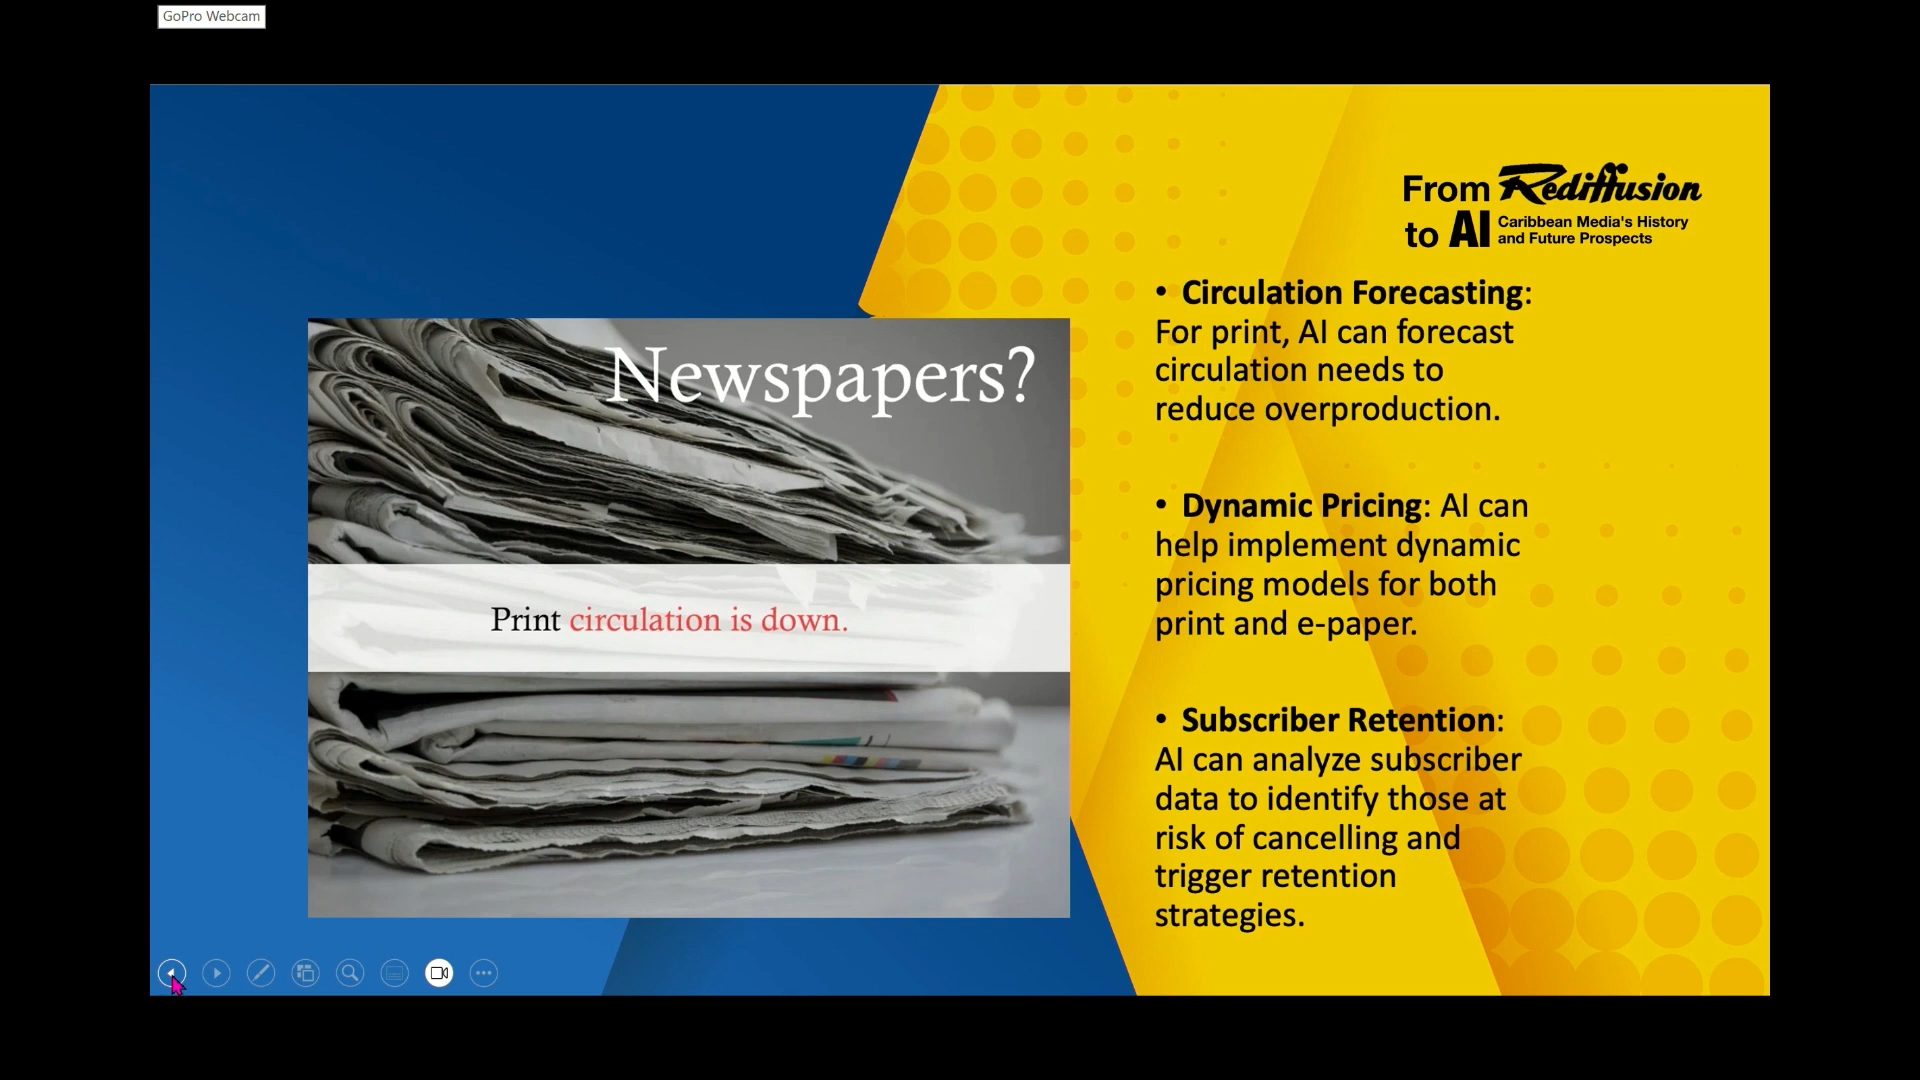 GoPro Webcam
From Rediffusion
to AI Caribbean Media's History
and Future Prospects
Newspapers?
Print circulation is down.
• Circulation Forecasting:
For print, AI can forecast
circulation needs to
reduce overproduction.
• Dynamic Pricing: AI can
help implement dynamic
pricing models for both
print and e-paper.
• Subscriber Retention:
AI can analyze subscriber
data to identify those at
risk of cancelling and
trigger retention
strategies.